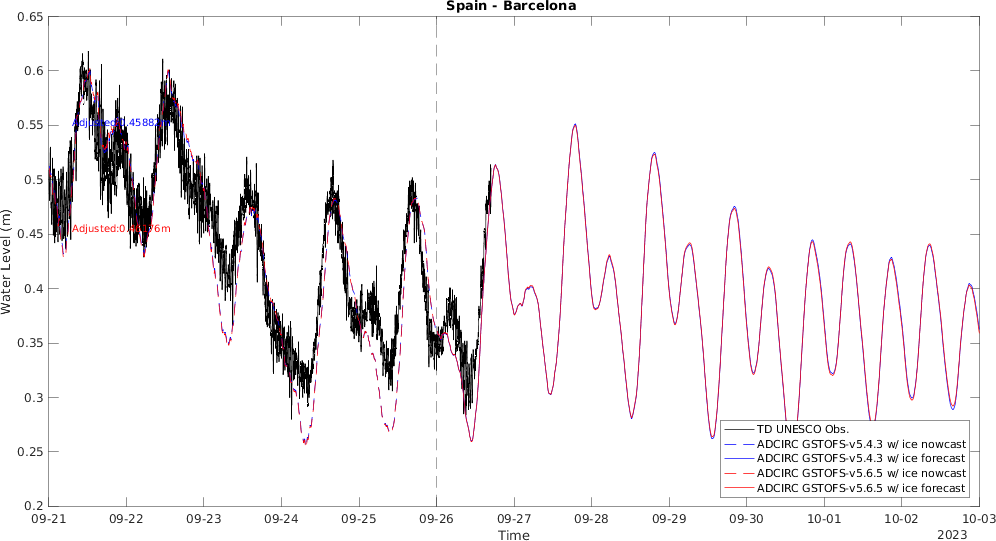 Spain - Barcelona
Water Level (m)
0.65
0.6
0.55
0.5
0.45
0.4
0.35
0.3
0.25
0.2
TD UNESCO Obs.
ADCIRC GSTOFS-v5.4.3 w/ ice nowcast
ADCIRC GSTOFS-v5.4.3 w/ ice forecast
ADCIRC GSTOFS-v5.6.5 w/ ice nowcast
ADCIRC GSTOFS-v5.6.5 w/ ice forecast
09-21 09-22 09-23 09-24 09-25 09-26 09-27 09-28 09-29 09-30 10-01 10-02 10-03
Time
2023